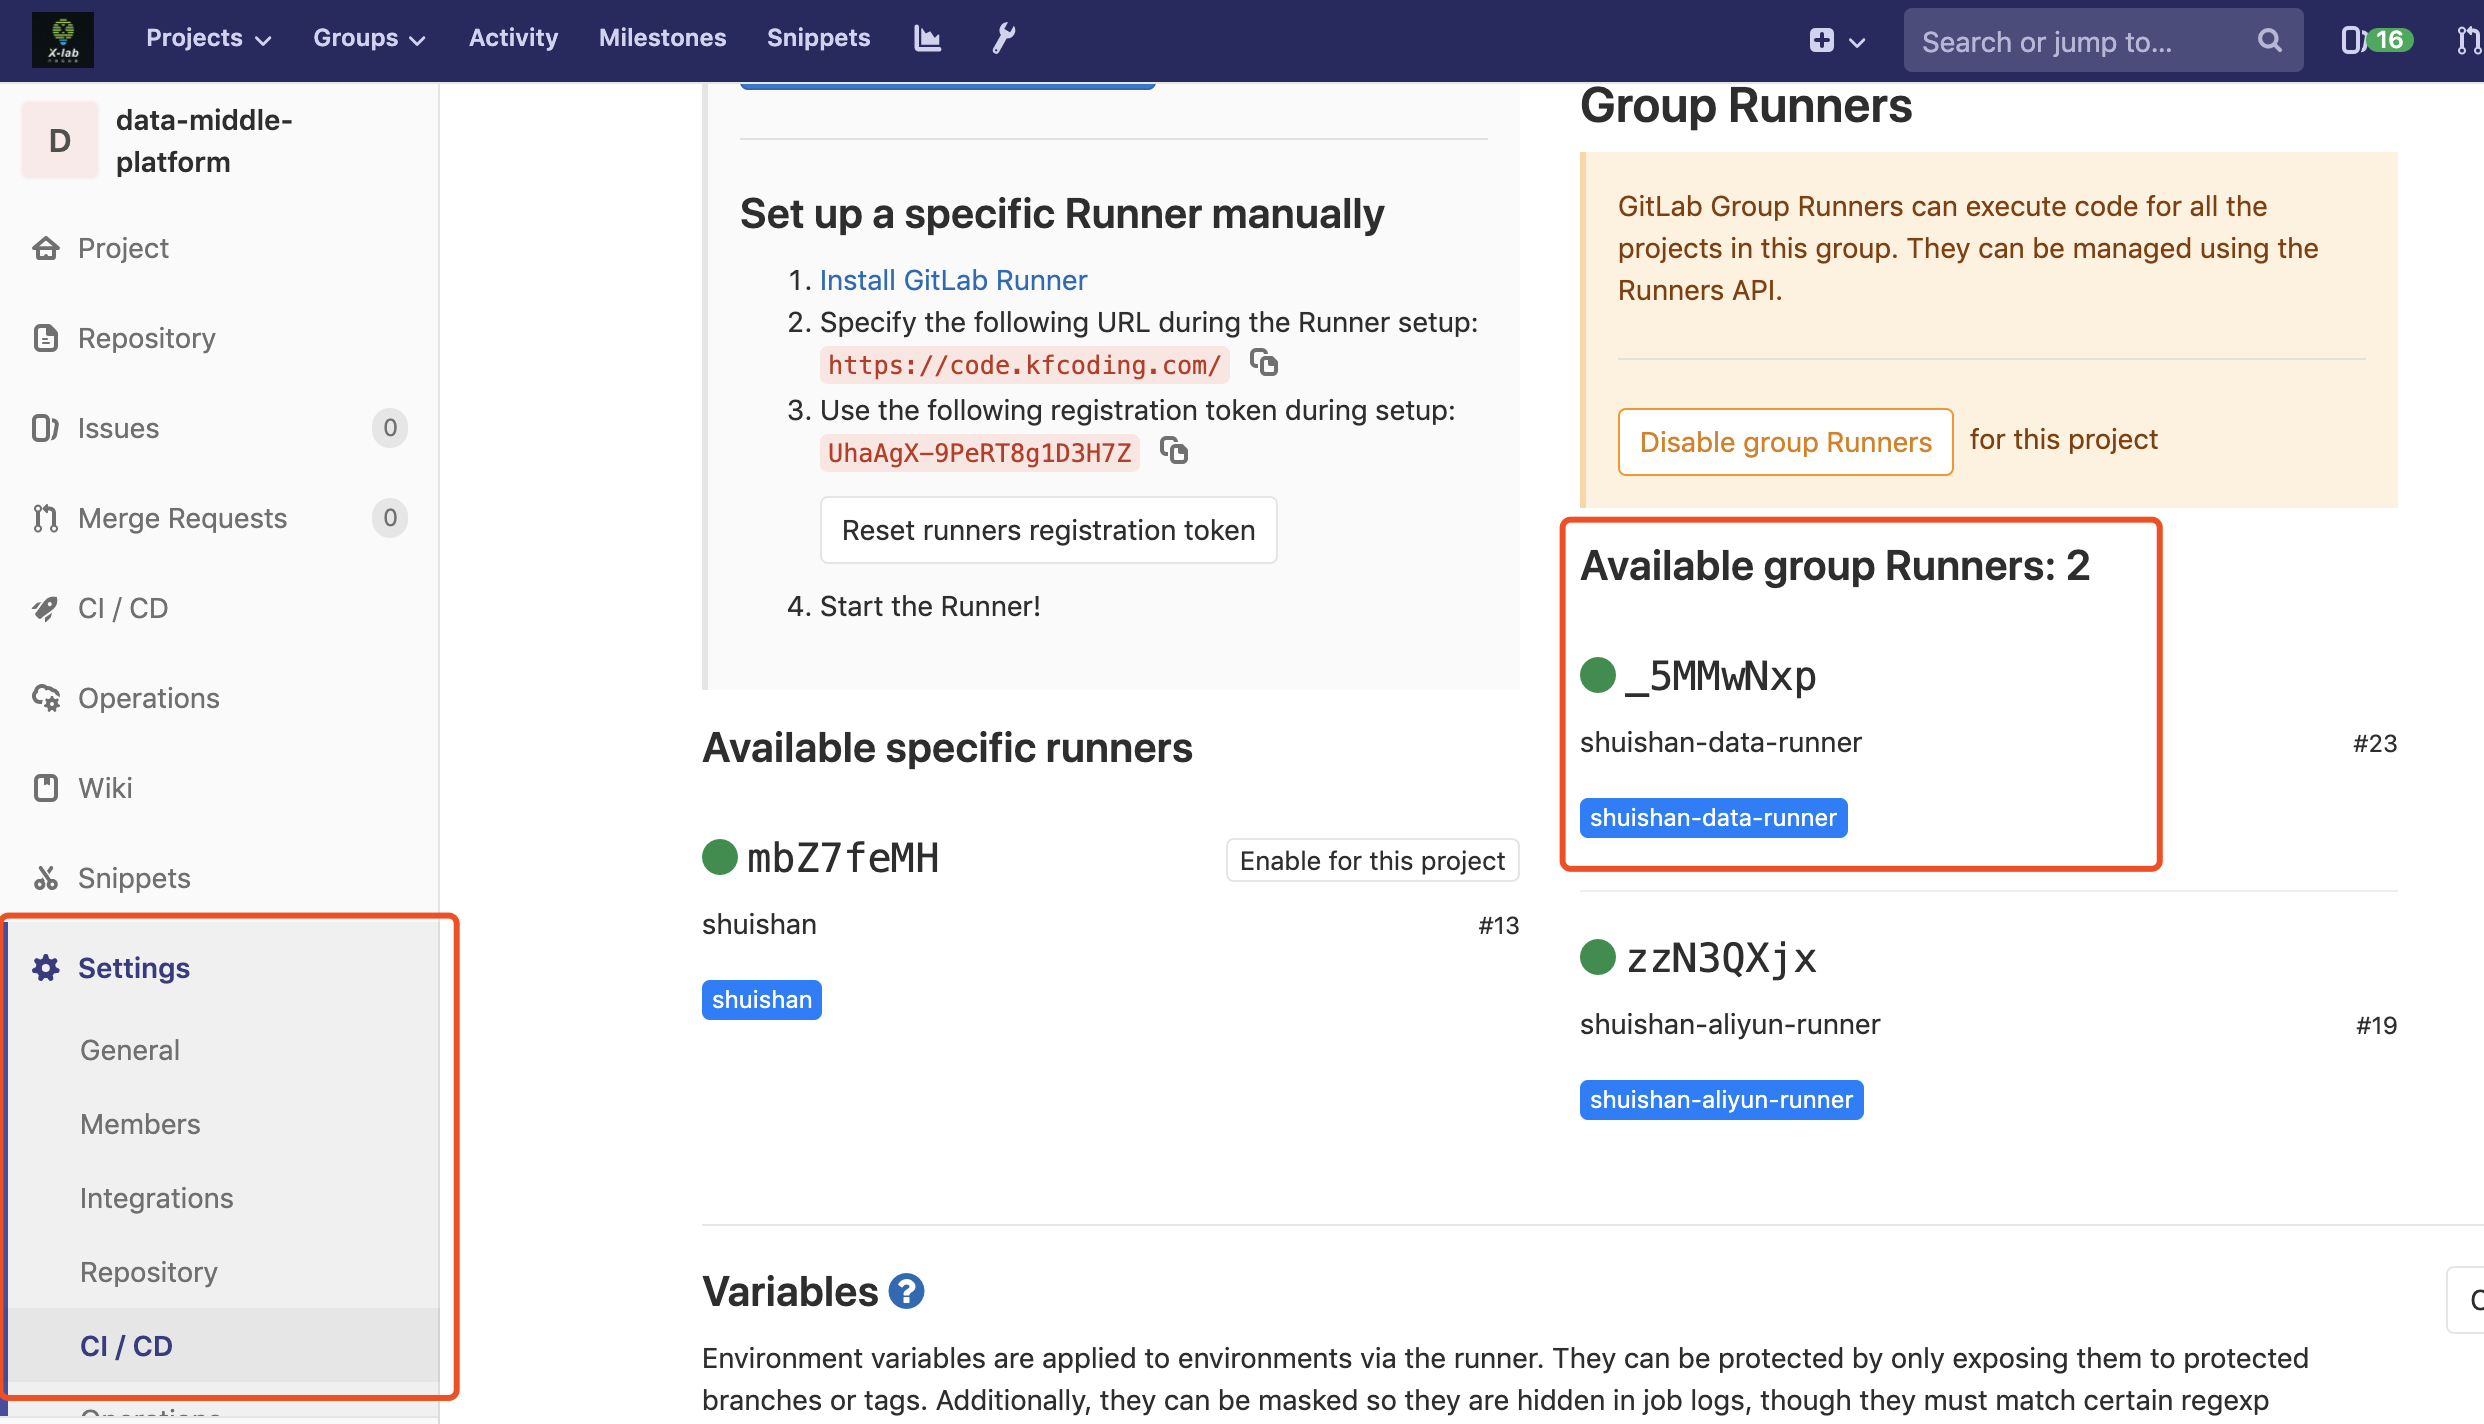 X-lab
Projects
Groups
Activity
Milestones
Snippets
Search or jump to...
16
D
data-middle-
platform
Project
Repository
Issues
0
Merge Requests
0
CI / CD
Operations
Wiki
Snippets
Settings
General
Members
Integrations
Repository
CI / CD
Operations
Set up a specific Runner manually
1. Install GitLab Runner
2. Specify the following URL during the Runner setup:
https://code.kfcoding.com/
3. Use the following registration token during setup:
UhaAgX-9PeRT8g1D3H7Z
Reset runners registration token
4. Start the Runner!
Available specific runners
mbZ7feMH
Enable for this project
shuishan
#13
shuishan
Group Runners
GitLab Group Runners can execute code for all the
projects in this group. They can be managed using the
Runners API.
Disable group Runners for this project
Available group Runners: 2
_5MMwNxp
shuishan-data-runner
#23
shuishan-data-runner
zzN3QXjx
shuishan-aliyun-runner
#19
shuishan-aliyun-runner
Variables
Environment variables are applied to environments via the runner. They can be protected by only exposing them to protected
branches or tags. Additionally, they can be masked so they are hidden in job logs, though they must match certain regexp